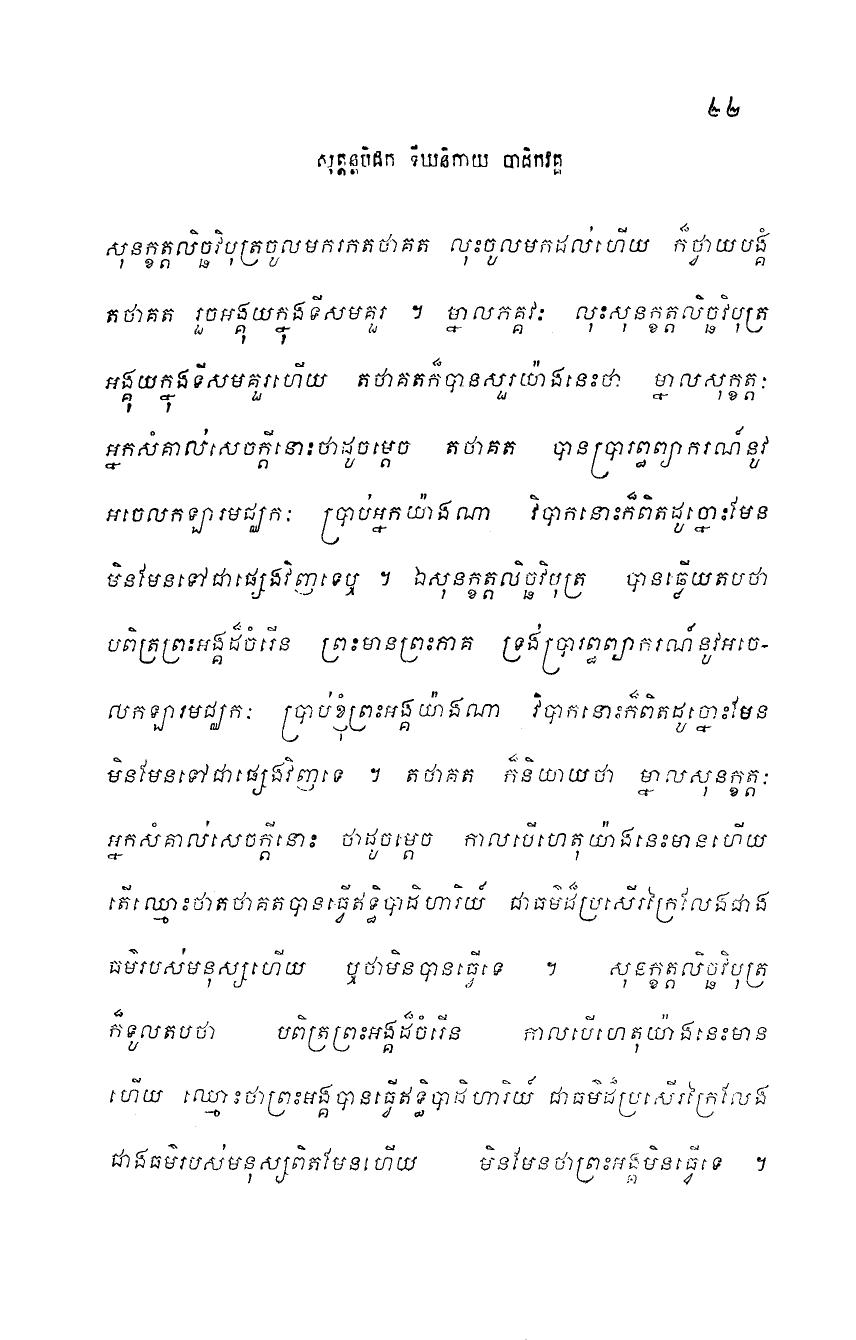 ២២
សុត្តន្តបិដក ទីឃនិកាយ បាដិកវគ្គ
សុនក្ខត្តលិច្ឆវិបុត្រចូលមករកតថាគត លុះចូលមកដល់ហើយ ក៏ថ្វាយបង្គំ
តថាគត រួចអង្គុយក្នុងទីសមគួរ ។ ម្នាលភគ្គវៈ លុះសុនក្ខត្តលិច្ឆវិបុត្រ
អង្គុយក្នុងទីសមគួរហើយ តថាគតក៏បានសួរយ៉ាងនេះថា ម្នាលសុក្ខត្តៈ
អ្នកសំគាល់សេចក្តីនោះថាដូចម្តេច តថាគត បានប្រារព្ធព្យាករណ៍នូវ
អចេលកឡារមជ្ឈកៈ ប្រាប់អ្នកយ៉ាងណា វិបាកនោះក៏ពិតដូច្នោះមែន
មិនមែនទៅជាផ្សេងវិញទេឬ ។ ឯសុនក្ខត្តលិច្ឆវិបុត្រ បានឆ្លើយតបថា
បពិត្រព្រះអង្គដ៏ចំរើន ព្រះមានព្រះភាគ ទ្រង់ប្រារព្ធព្យាករណ៍នូវអចេ-
លកឡារមជ្ឈកៈ ប្រាប់ខ្ញុំព្រះអង្គយ៉ាងណា វិបាកនោះក៏ពិតដូច្នោះមែន
មិនមែនទៅជាផ្សេងវិញទេ ។ តថាគត ក៏និយាយថា ម្នាលសុនក្ខត្តៈ
អ្នកសំគាល់សេចក្តីនោះ ថាដូចម្តេច កាលបើហេតុយ៉ាងនេះមានហើយ
តើឈ្មោះថាតថាគតបានធ្វើឥទ្ធិបាដិហារិយ៍ ជាធម៌ដ៏ប្រសើរក្រៃលែងជាង
ធម៌របស់មនុស្សហើយ ឬថាមិនបានធ្វើទេ ។ សុនក្ខត្តលិច្ឆវិបុត្រ
ក៏ទូលតបថា បពិត្រព្រះអង្គដ៏ចំរើន កាលបើហេតុយ៉ាងនេះមាន
ហើយ ឈ្មោះថាព្រះអង្គបានធ្វើឥទ្ធិបាដិហារិយ៍ ជាធម៌ដ៏ប្រសើរក្រៃលែង
ជាងធម៌របស់មនុស្សពិតមែនហើយ មិនមែនថាព្រះអង្គមិនធ្វើទេ ។